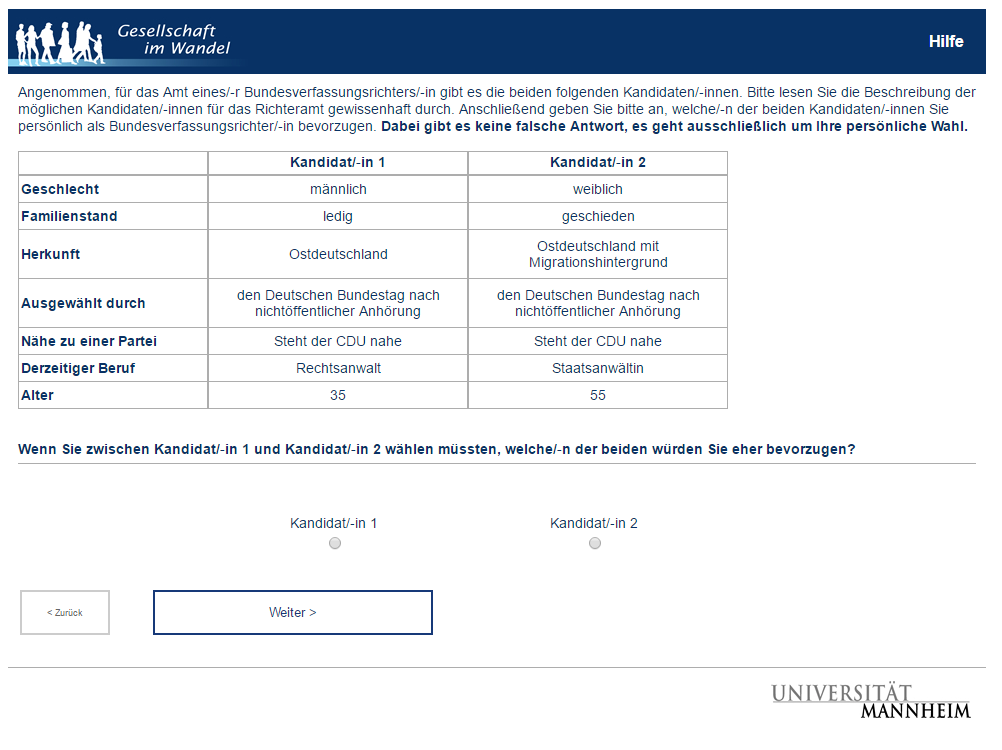 Gesellschaft
im Wandel
Hilfe
Angenommen, für das Amt eines/-r Bundesverfassungsrichters/-in gibt es die beiden folgenden Kandidaten/-innen. Bitte lesen Sie die Beschreibung der
möglichen Kandidaten/-innen für das Richteramt gewissenhaft durch. Anschließend geben Sie bitte an, welche/-n der beiden Kandidaten/-innen Sie
persönlich als Bundesverfassungsrichter/-in bevorzugen. Dabei gibt es keine falsche Antwort, es geht ausschließlich um Ihre persönliche Wahl.
Kandidat/-in 1 Kandidat/-in 2
Geschlecht männlich weiblich
Familienstand ledig geschieden
Herkunft Ostdeutschland Ostdeutschland mit
Migrationshintergrund
Ausgewählt durch den Deutschen Bundestag nach den Deutschen Bundestag nach
nichtöffentlicher Anhörung nichtöffentlicher Anhörung
Nähe zu einer Partei Steht der CDU nahe Steht der CDU nahe
Derzeitiger Beruf Rechtsanwalt Staatsanwältin
Alter 35 55
Wenn Sie zwischen Kandidat/-in 1 und Kandidat/-in 2 wählen müssten, welche/-n der beiden würden Sie eher bevorzugen?
Kandidat/-in 1 Kandidat/-in 2
< Zurück Weiter >
UNIVERSITÄT
MANNHEIM